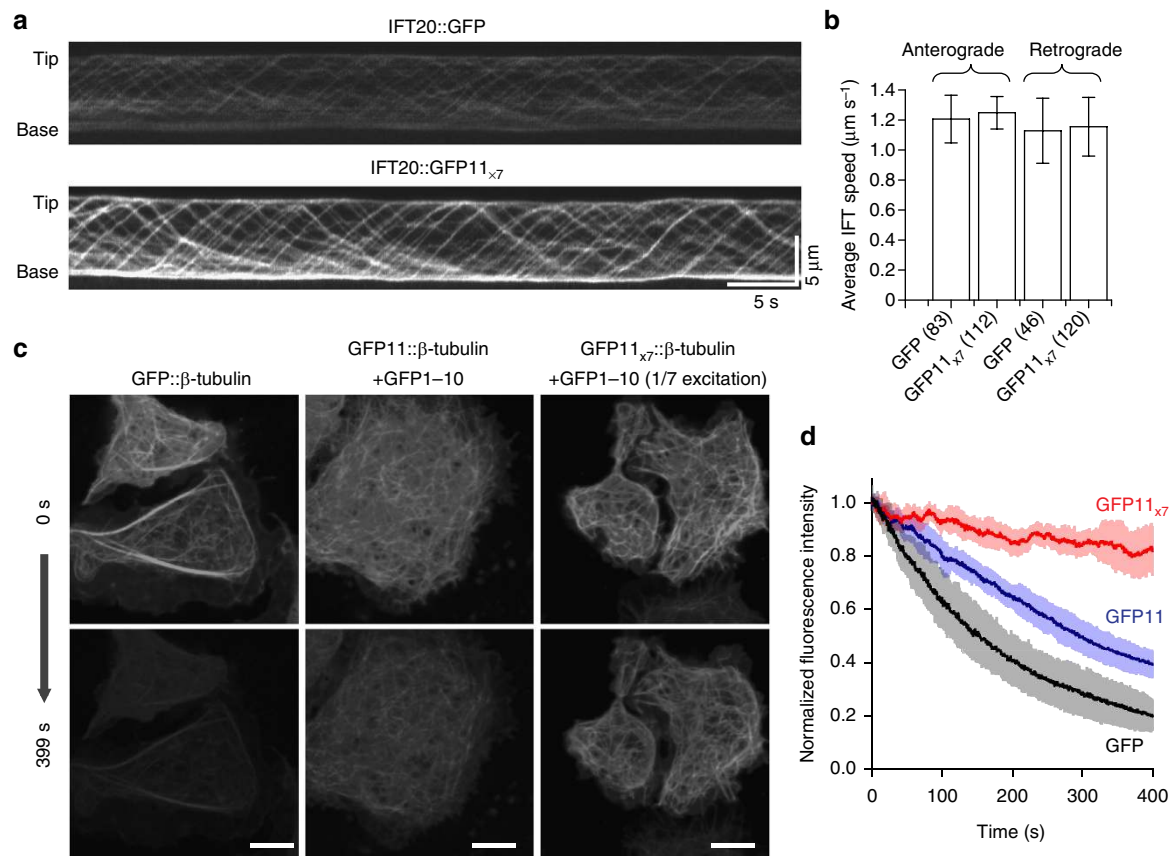 a
IFT20::GFP
Tip
Base
IFT20::GFP11×7
Tip
Base
5 µm
5 s
b
Anterograde Retrograde
Average IFT speed (µm s⁻¹)
1.4
1.2
1.0
0.8
0.6
0.4
0.2
0
GFP (83)
GFP11x7 (112)
GFP (46)
GFP11x7 (120)
c
GFP::β-tubulin
GFP11::β-tubulin
+GFP1–10
GFP11x7::β-tubulin
+GFP1–10 (1/7 excitation)
0 s
399 s
d
Normalized fluorescence intensity
1.0
0.8
0.6
0.4
0.2
0.0
GFP11x7
GFP11
GFP
0 100 200 300 400
Time (s)